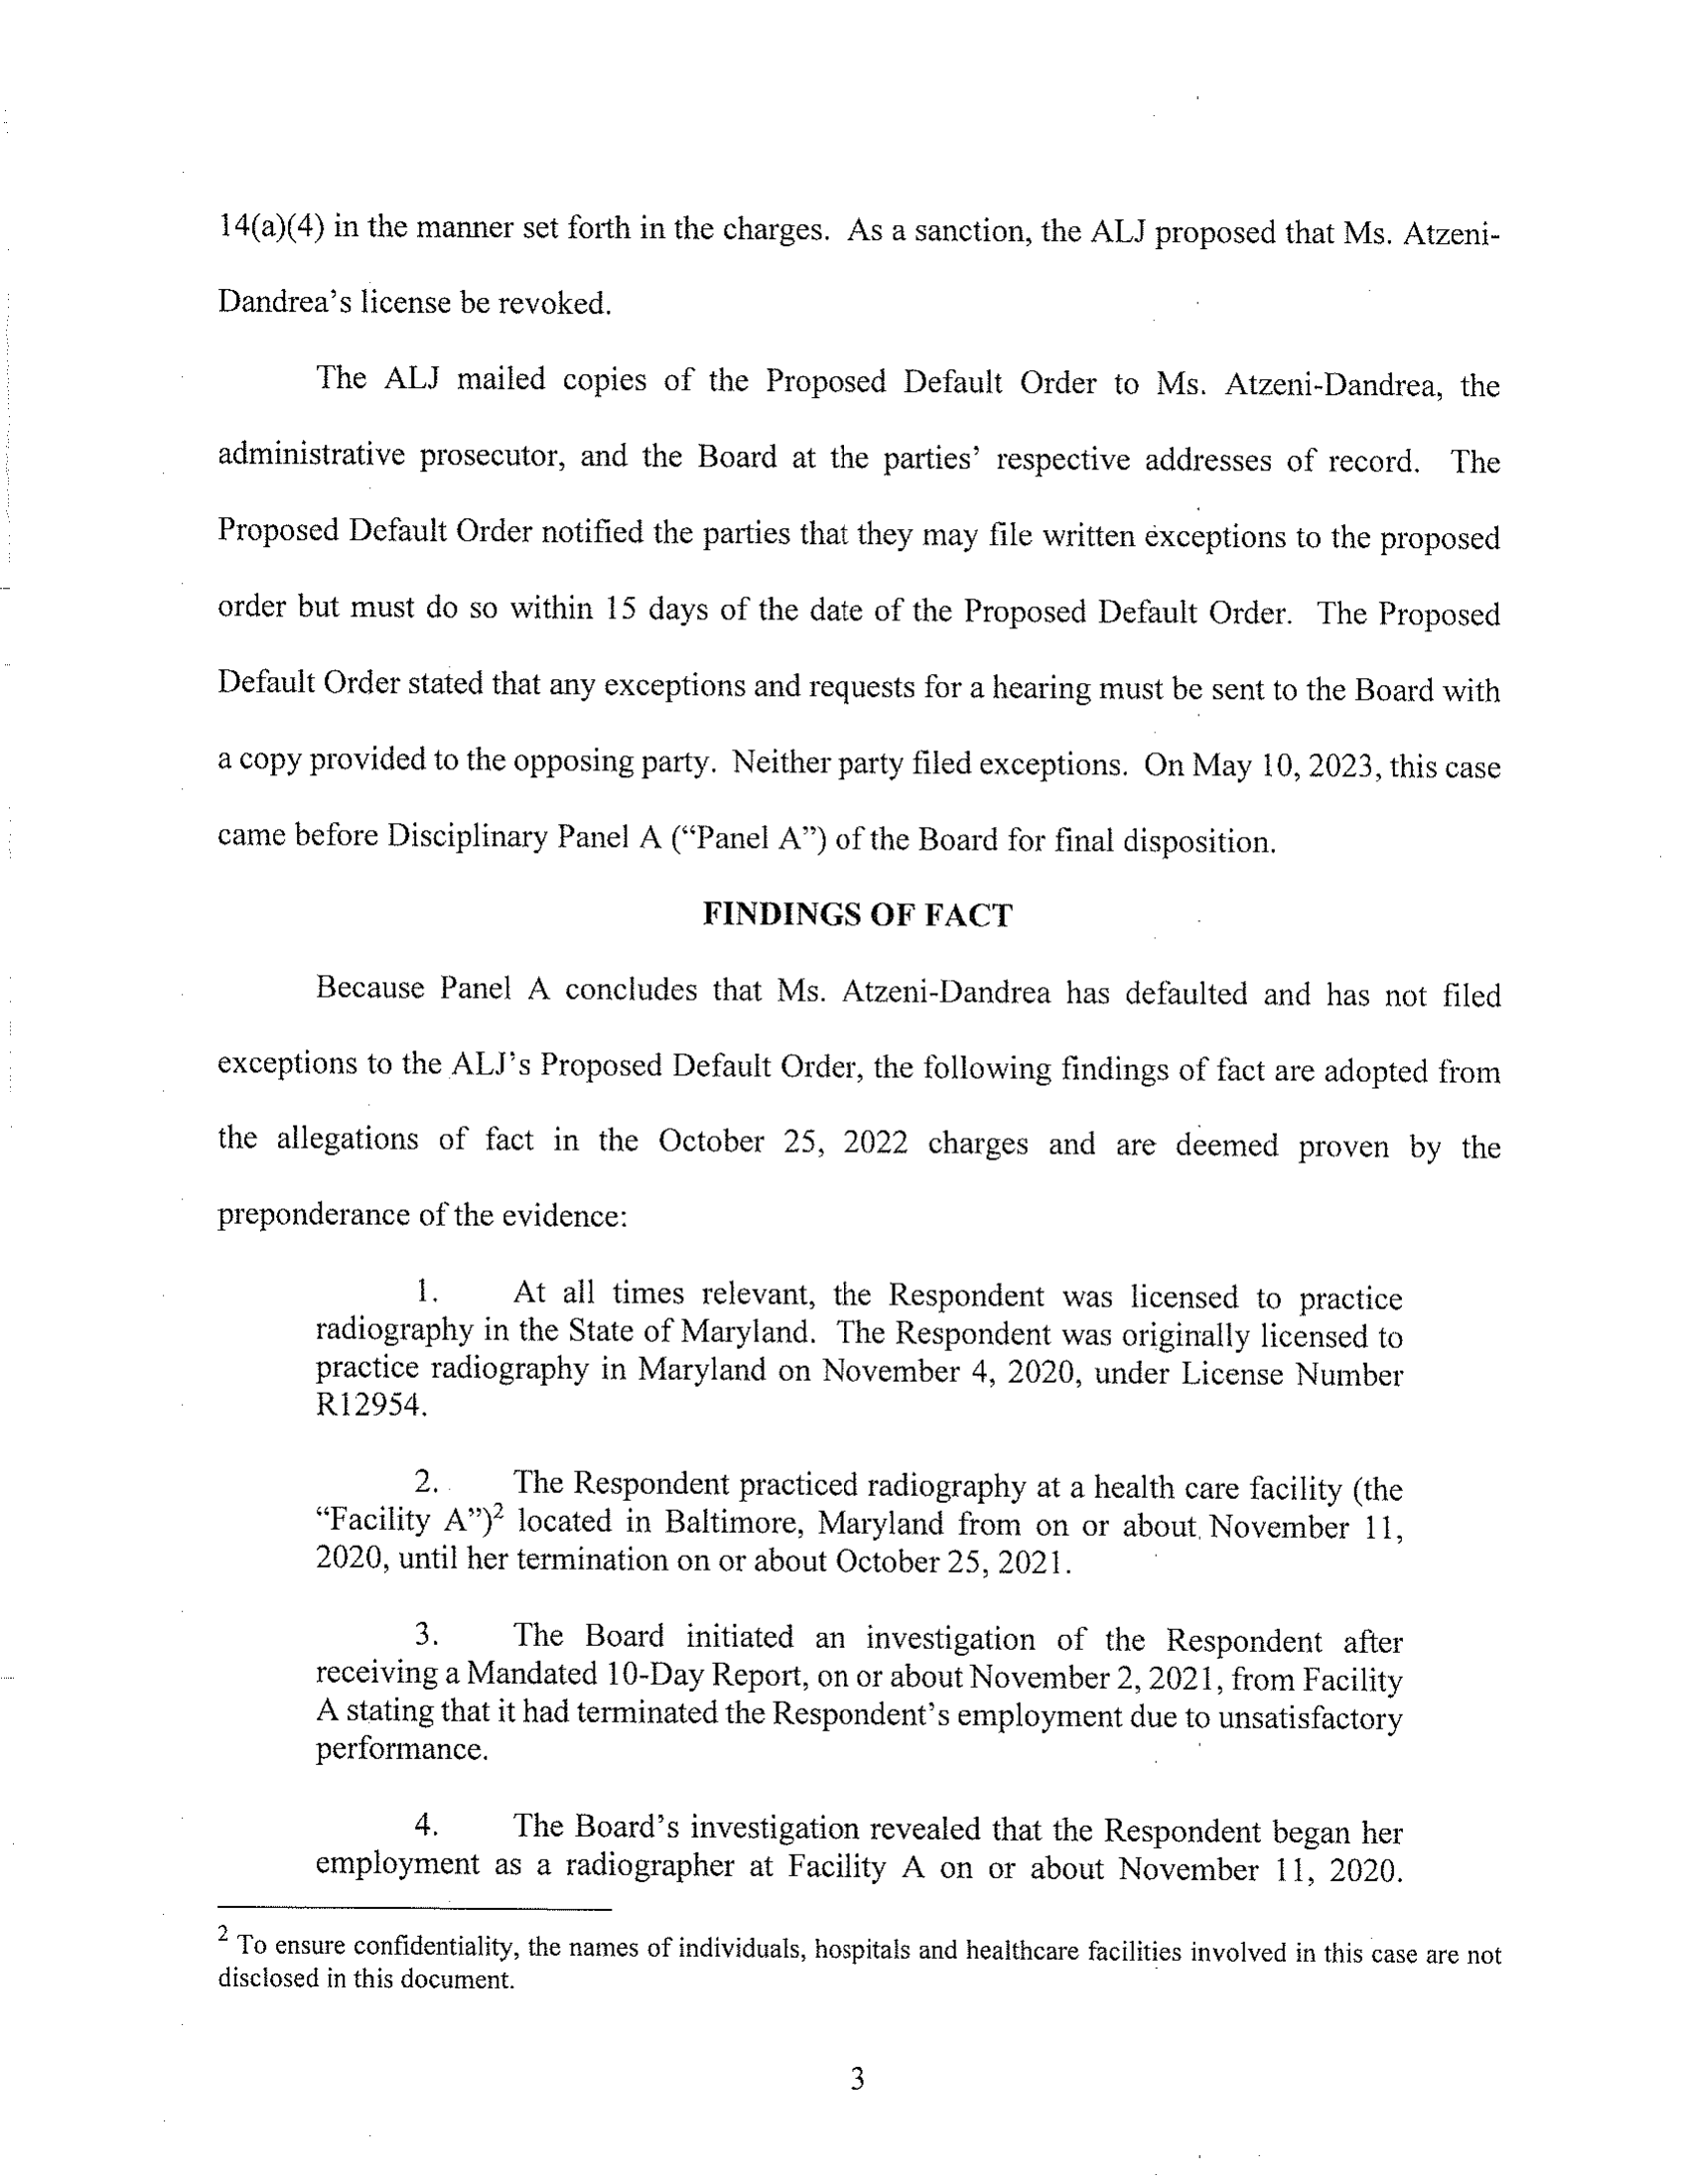 14(a)(4) in the manner set forth in the charges. As a sanction, the ALJ proposed that Ms. Atzeni-
Dandrea's license be revoked.
The ALJ mailed copies of the Proposed Default Order to Ms. Atzeni-Dandrea, the
administrative prosecutor, and the Board at the parties' respective addresses of record. The
Proposed Default Order notified the parties that they may file written exceptions to the proposed
order but must do so within 15 days of the date of the Proposed Default Order. The Proposed
Default Order stated that any exceptions and requests for a hearing must be sent to the Board with
a copy provided to the opposing party. Neither party filed exceptions. On May 10, 2023, this case
came before Disciplinary Panel A ("Panel A") of the Board for final disposition.
FINDINGS OF FACT
Because Panel A concludes that Ms. Atzeni-Dandrea has defaulted and has not filed
exceptions to the ALJ's Proposed Default Order, the following findings of fact are adopted from
the allegations of fact in the October 25, 2022 charges and are deemed proven by the
preponderance of the evidence:
1. At all times relevant, the Respondent was licensed to practice
radiography in the State of Maryland. The Respondent was originally licensed to
practice radiography in Maryland on November 4, 2020, under License Number
R12954.
2. The Respondent practiced radiography at a health care facility (the
"Facility A")2 located in Baltimore, Maryland from on or about November 11,
2020, until her termination on or about October 25, 2021.
3. The Board initiated an investigation of the Respondent after
receiving a Mandated 10-Day Report, on or about November 2, 2021, from Facility
A stating that it had terminated the Respondent's employment due to unsatisfactory
performance.
4. The Board's investigation revealed that the Respondent began her
employment as a radiographer at Facility A on or about November 11, 2020.
2 To ensure confidentiality, the names of individuals, hospitals and healthcare facilities involved in this case are not
disclosed in this document.
3